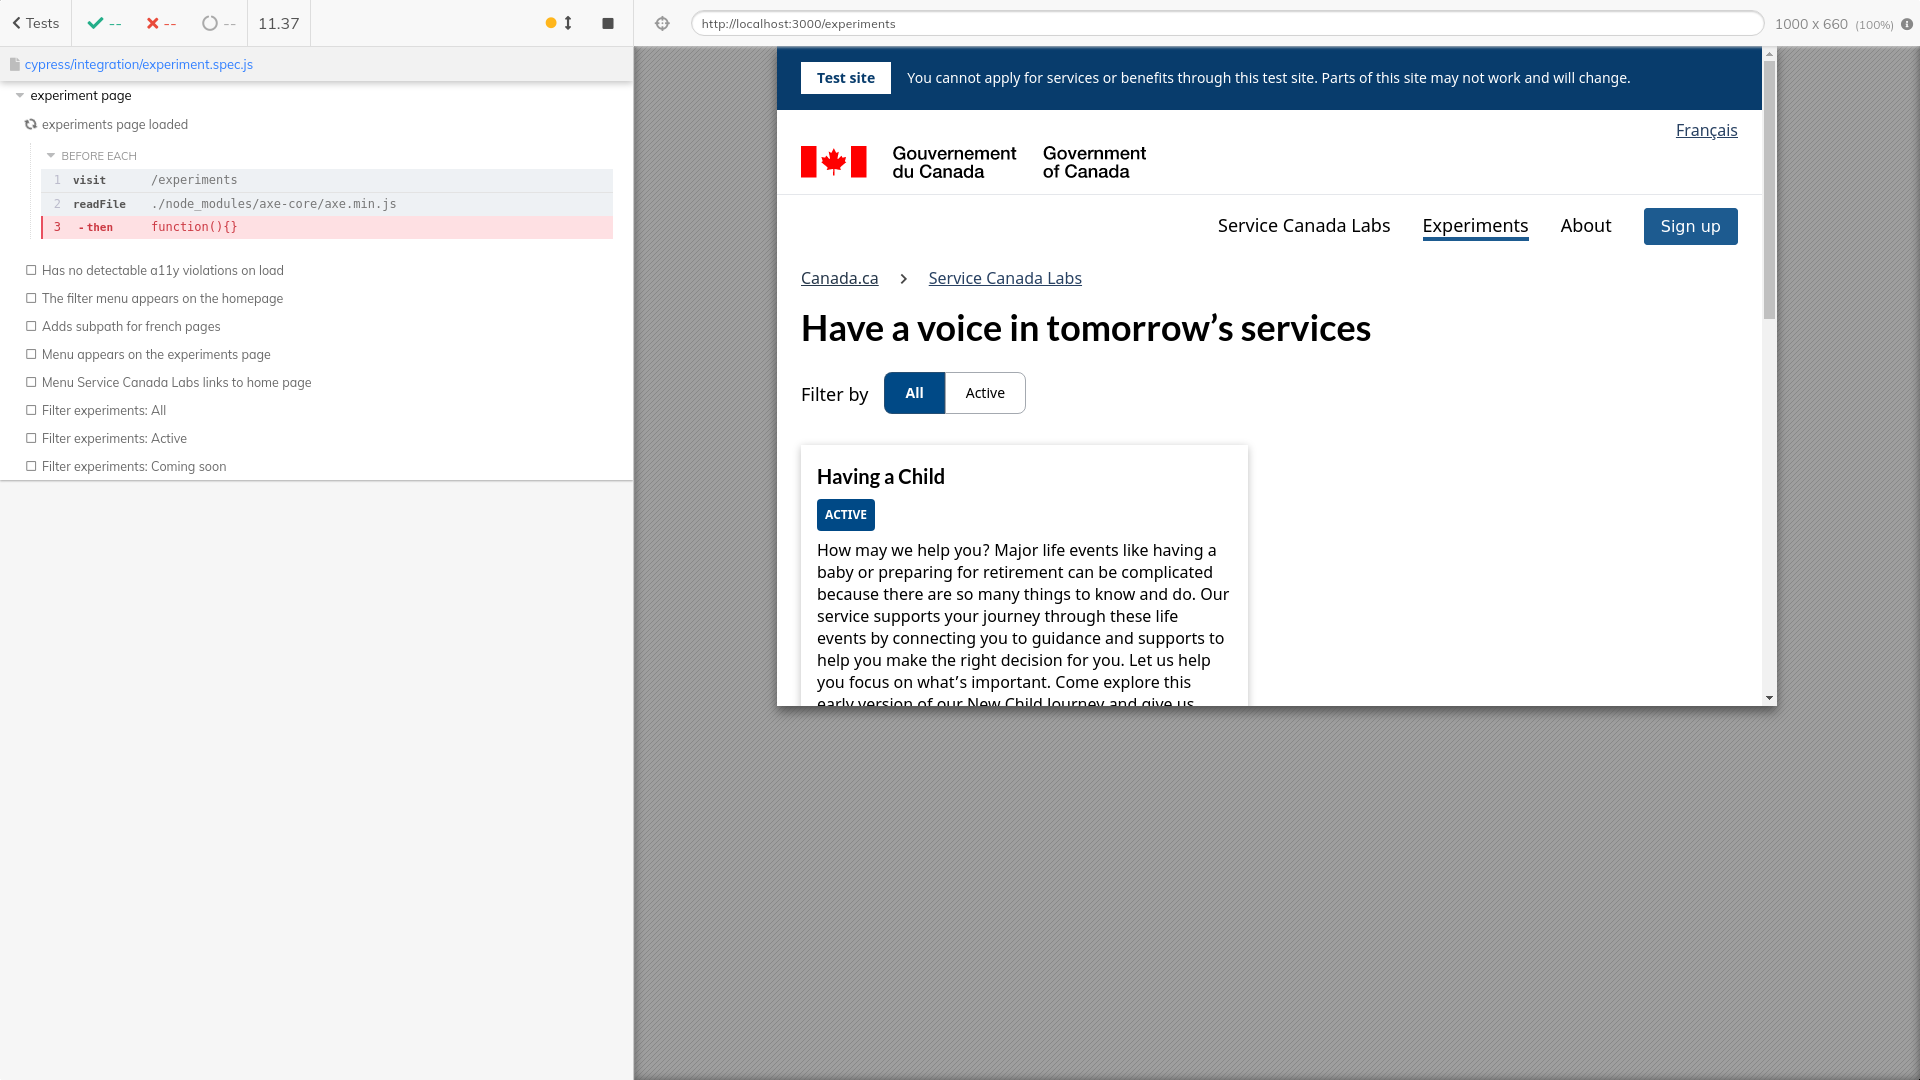 Tests
--
--
--
11.37
http://localhost:3000/experiments
1000 x 660 (100%)
cypress/integration/experiment.spec.js
experiment page
experiments page loaded
BEFORE EACH
1 visit /experiments
2 readFile ./node_modules/axe-core/axe.min.js
3 - then function(){}
Has no detectable a11y violations on load
The filter menu appears on the homepage
Adds subpath for french pages
Menu appears on the experiments page
Menu Service Canada Labs links to home page
Filter experiments: All
Filter experiments: Active
Filter experiments: Coming soon
Test site You cannot apply for services or benefits through this test site. Parts of this site may not work and will change.
Français
Gouvernement Government
du Canada of Canada
Service Canada Labs Experiments About Sign up
Canada.ca Service Canada Labs
Have a voice in tomorrow’s services
Filter by All Active
Having a Child
ACTIVE
How may we help you? Major life events like having a
baby or preparing for retirement can be complicated
because there are so many things to know and do. Our
service supports your journey through these life
events by connecting you to guidance and supports to
help you make the right decision for you. Let us help
you focus on what’s important. Come explore this
early version of our New Child Journey and give us